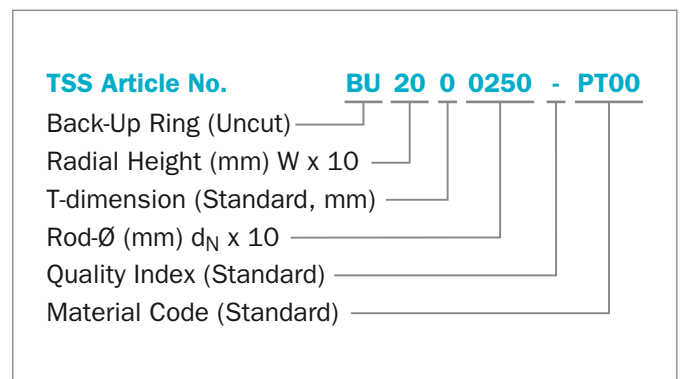 TSS Article No. BU 20 0 0250 - PT00
Back-Up Ring (Uncut)
Radial Height (mm) W x 10
T-dimension (Standard, mm)
Rod-Ø (mm) dN x 10
Quality Index (Standard)
Material Code (Standard)